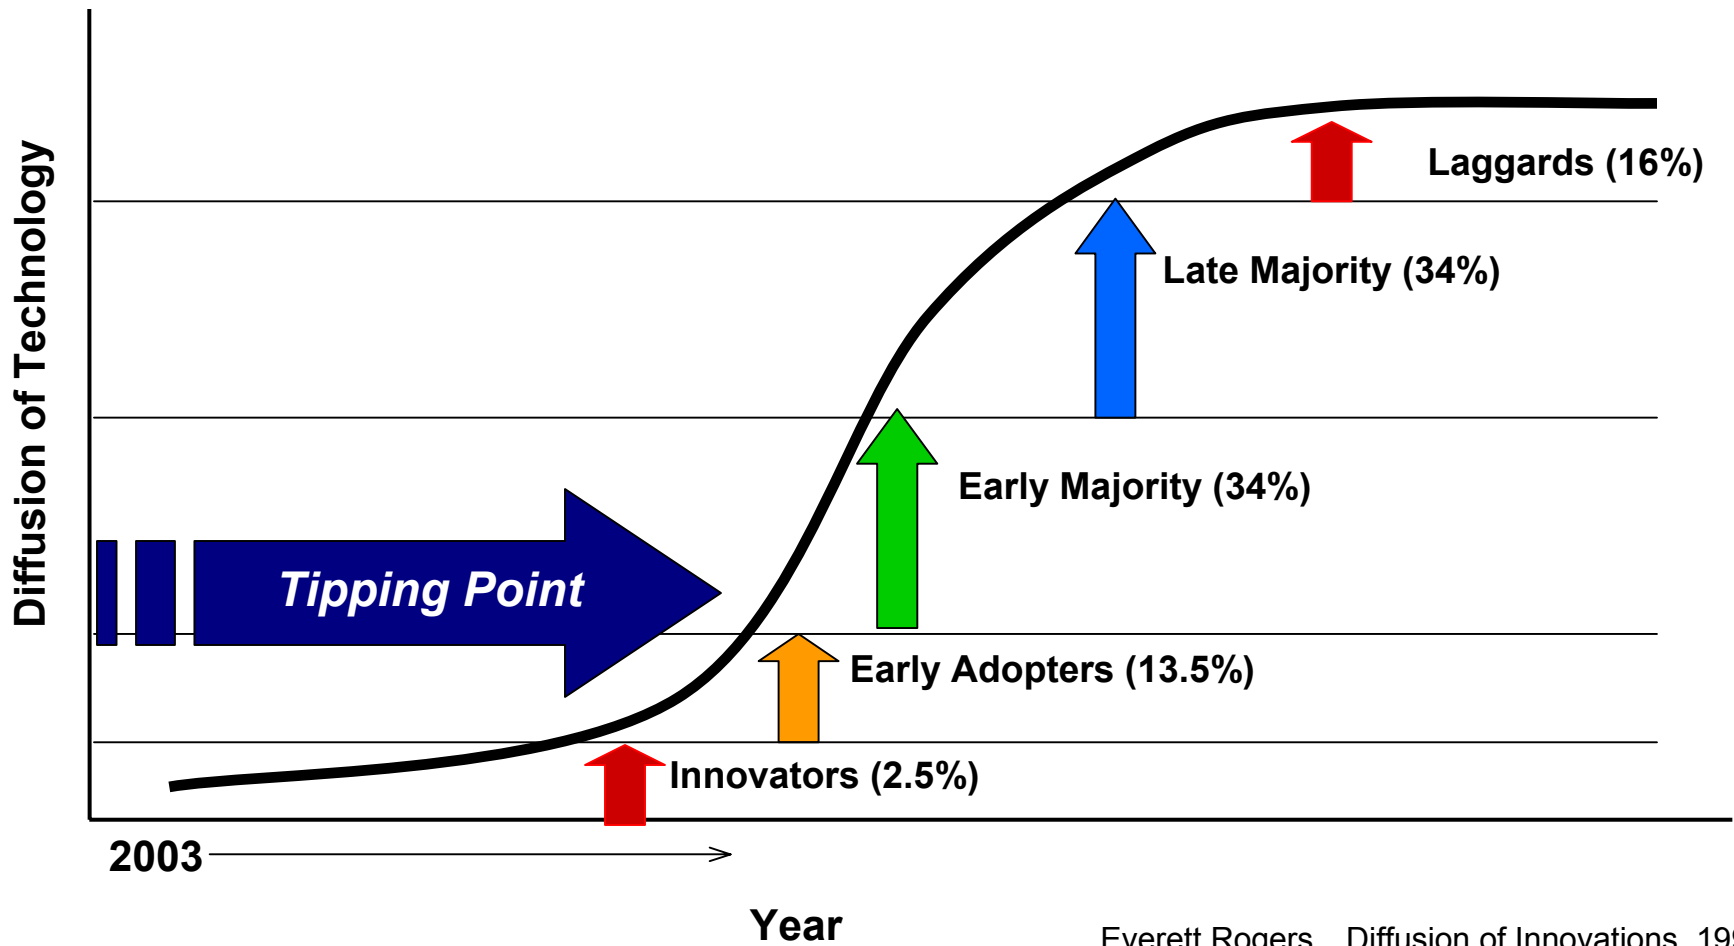 Diffusion of Technology
Laggards (16%)
Late Majority (34%)
Early Majority (34%)
Tipping Point
Early Adopters (13.5%)
Innovators (2.5%)
2003
Year
Everett Rogers Diffusion of Innovations